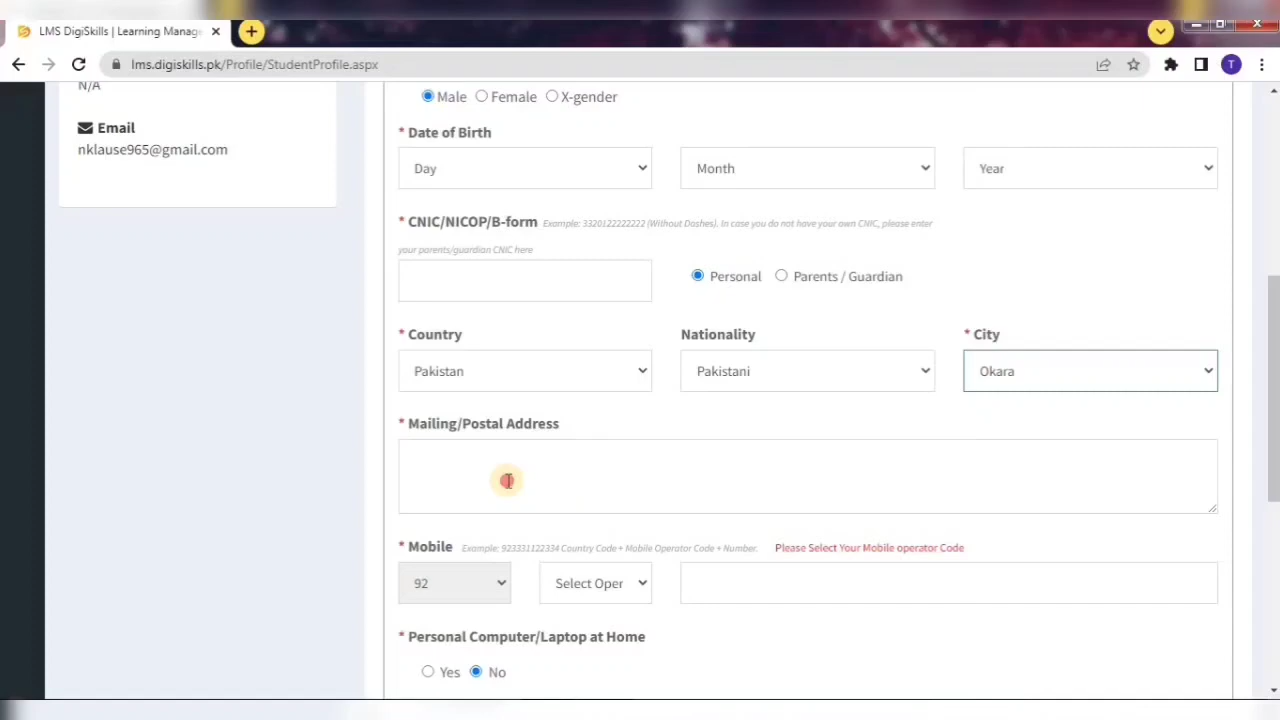 LMS DigiSkills | Learning Manage
lms.digiskills.pk/Profile/StudentProfile.aspx
T
N/A
Email
nklause965@gmail.com
Male Female X-gender
* Date of Birth
Day Month Year
* CNIC/NICOP/B-form Example: 3320122222222 (Without Dashes). In case you do not have your own CNIC, please enter
your parents/guardian CNIC here
Personal Parents / Guardian
* Country Nationality * City
Pakistan Pakistani Okara
* Mailing/Postal Address
* Mobile Example: 923331122334 Country Code + Mobile Operator Code + Number. Please Select Your Mobile operator Code
92 Select Oper
* Personal Computer/Laptop at Home
Yes No